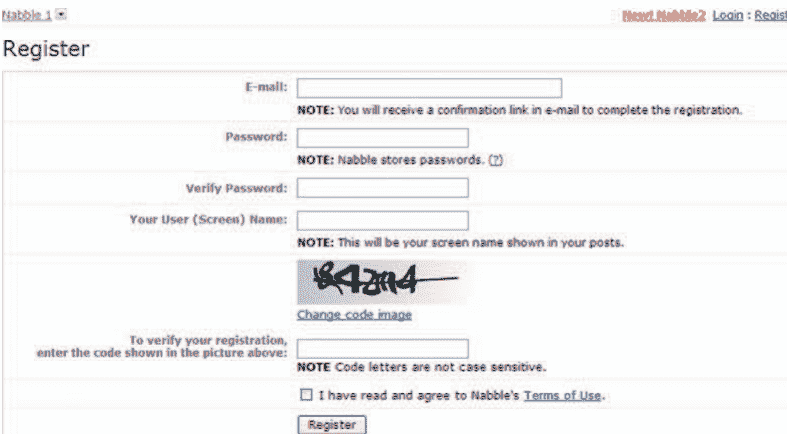 Nabble 1
New! Nabble2 Login : Regist
Register
E-mail:
NOTE: You will receive a confirmation link in e-mail to complete the registration.
Password:
NOTE: Nabble stores passwords. (?)
Verify Password:
Your User (Screen) Name:
NOTE: This will be your screen name shown in your posts.
Change code image
To verify your registration,
enter the code shown in the picture above:
NOTE Code letters are not case sensitive.
I have read and agree to Nabble's Terms of Use.
Register